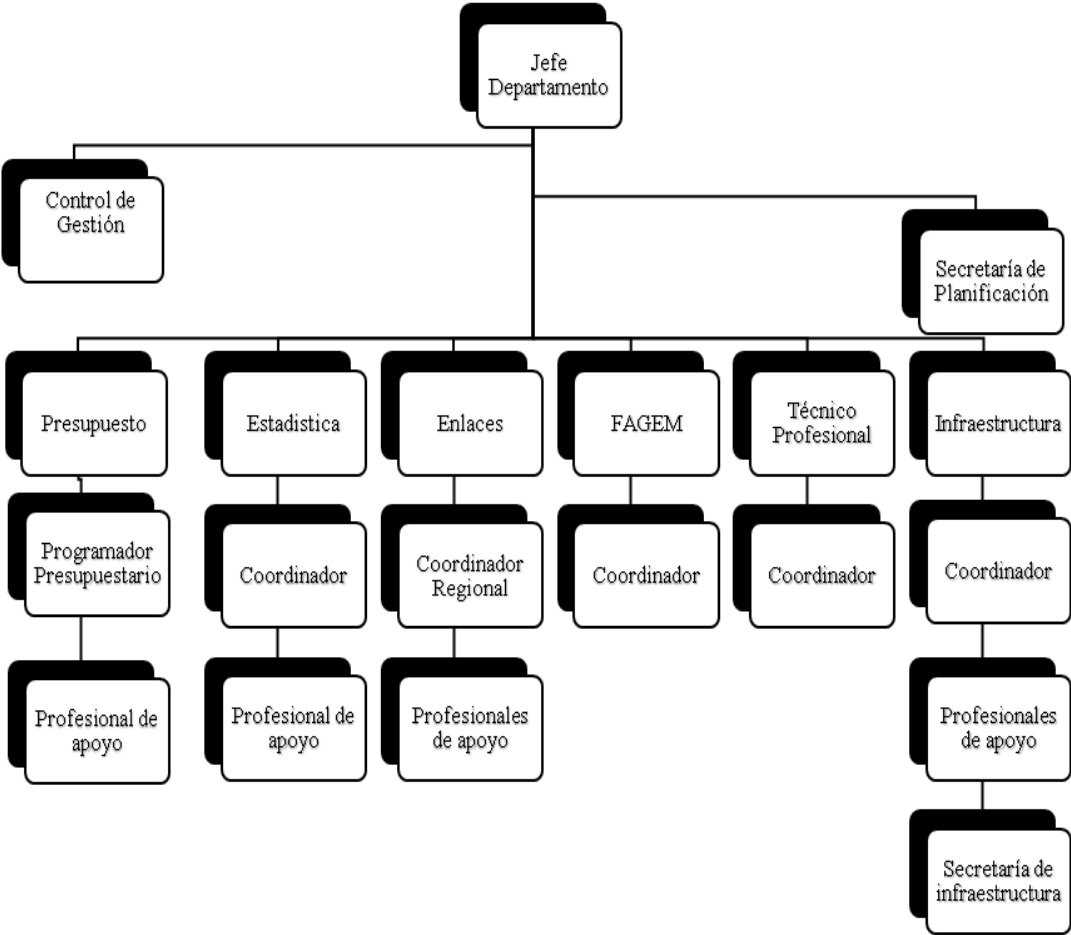 Jefe
Departamento
Control de
Gestión
Secretaría de
Planificación
Presupuesto
Estadistica
Enlaces
FAGEM
Técnico
Profesional
Infraestructura
Programador
Presupuestario
Coordinador
Coordinador
Regional
Coordinador
Coordinador
Coordinador
Profesional de
apoyo
Profesional de
apoyo
Profesionales
de apoyo
Profesionales
de apoyo
Secretaría de
infraestructura